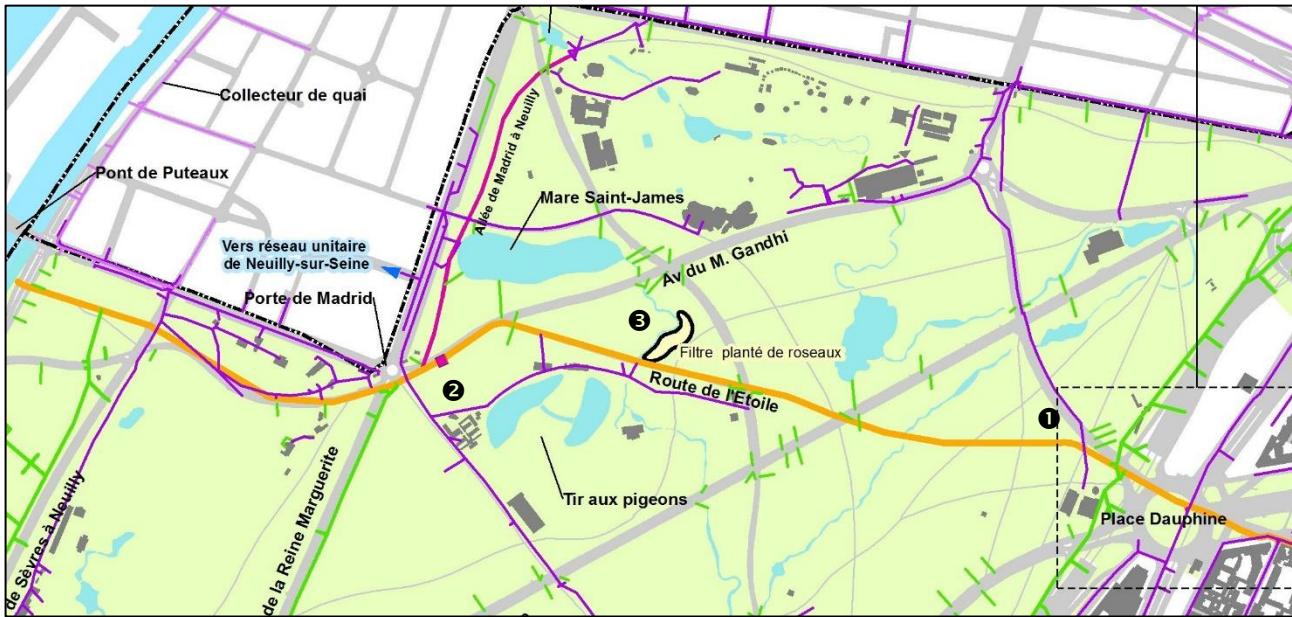 Collecteur de quai
Pont de Puteaux
Allée de Madrid à Neuilly
Mare Saint-James
Vers réseau unitaire
de Neuilly-sur-Seine
Porte de Madrid
Av du M. Gandhi
❸
Filtre planté de roseaux
❷
Route de l'Etoile
❶
Tir aux pigeons
Place Dauphine
de Sèvres à Neuilly
de la Reine Marguerite